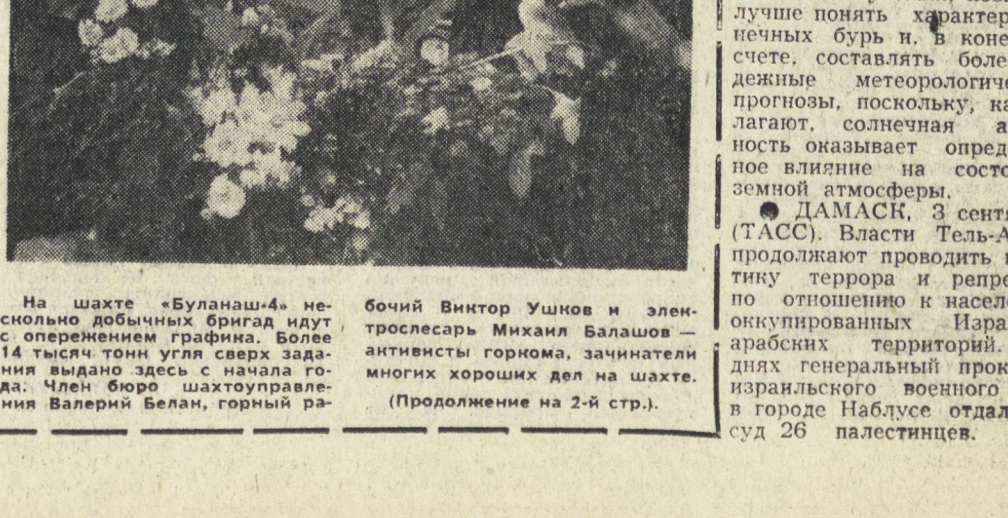 На шахте «Буланаш-4» не-
сколько добычных бригад идут
с опережением графика. Более
14 тысяч тонн угля сверх зада-
ния выдано здесь с начала го-
да. Член бюро шахтоуправле-
ния Валерий Белан, горный ра-
бочий Виктор Ушков и элек-
трослесарь Михаил Балашов —
активисты горкома, зачинатели
многих хороших дел на шахте.
(Продолжение на 2-й стр.).
лучше понять характер
нечных бурь и, в коне
счете, составлять боле
дежные метеорологиче
прогнозы, поскольку, ка
лагают, солнечная а
ность оказывает опред
ное влияние на состо
земной атмосферы.
● ДАМАСК, 3 сентя
(ТАСС). Власти Тель-А
продолжают проводить
тику террора и репре
по отношению к насел
оккупированных Изра
арабских территорий.
днях генеральный прок
израильского военного
в городе Наблусе отдал
суд 26 палестинцев.